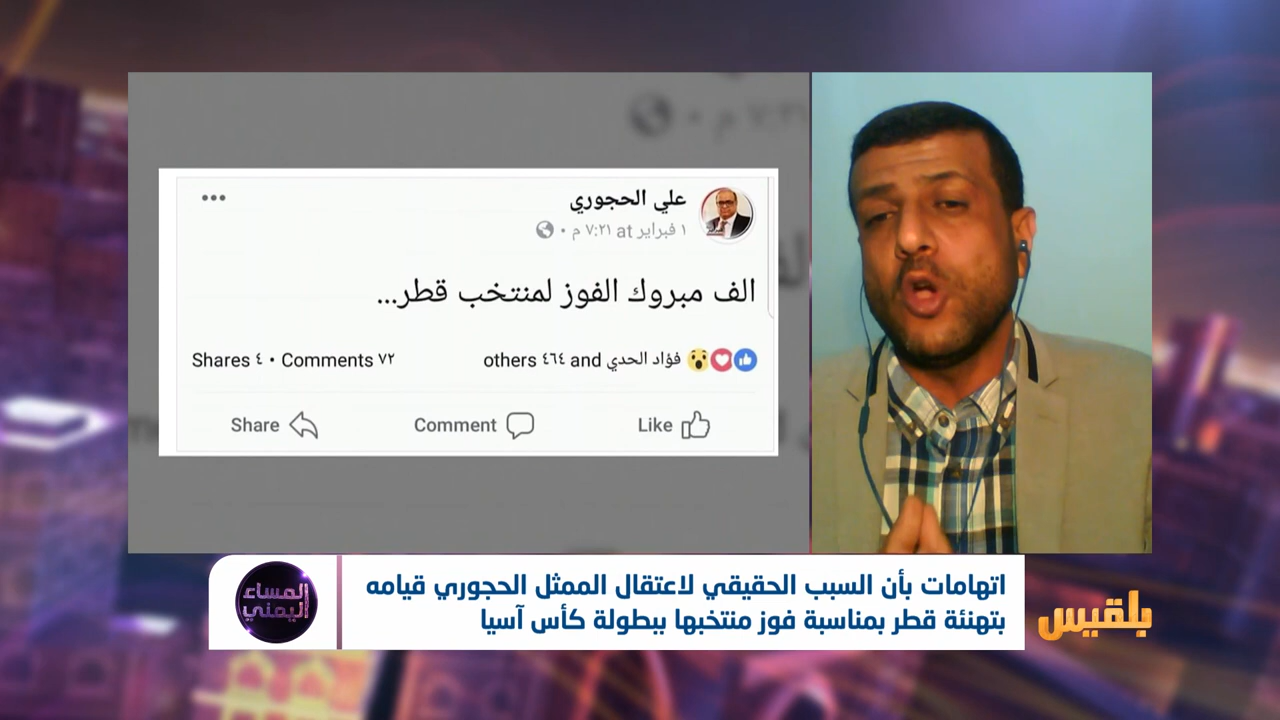 علي الحجوري
١ فبراير at ٧:٢١ م •
الف مبروك الفوز لمنتخب قطر...
فؤاد الحدي and ٤٦٤ others
٧٢ Comments • ٤ Shares
Like
Comment
Share
اتهامات بأن السبب الحقيقي لاعتقال الممثل الحجوري قيامه
بتهنئة قطر بمناسبة فوز منتخبها ببطولة كأس آسيا
المساء
اليمني
بلقيس